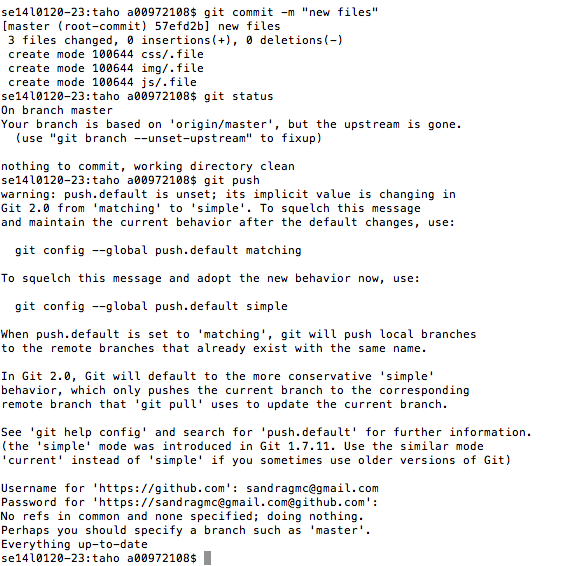 se14l0120-23:taho a00972108$ git commit -m "new files"
[master (root-commit) 57efd2b] new files
 3 files changed, 0 insertions(+), 0 deletions(-)
 create mode 100644 css/.file
 create mode 100644 img/.file
 create mode 100644 js/.file
se14l0120-23:taho a00972108$ git status
On branch master
Your branch is based on 'origin/master', but the upstream is gone.
  (use "git branch --unset-upstream" to fixup)

nothing to commit, working directory clean
se14l0120-23:taho a00972108$ git push
warning: push.default is unset; its implicit value is changing in
Git 2.0 from 'matching' to 'simple'. To squelch this message
and maintain the current behavior after the default changes, use:

  git config --global push.default matching

To squelch this message and adopt the new behavior now, use:

  git config --global push.default simple

When push.default is set to 'matching', git will push local branches
to the remote branches that already exist with the same name.

In Git 2.0, Git will default to the more conservative 'simple'
behavior, which only pushes the current branch to the corresponding
remote branch that 'git pull' uses to update the current branch.

See 'git help config' and search for 'push.default' for further information.
(the 'simple' mode was introduced in Git 1.7.11. Use the similar mode
'current' instead of 'simple' if you sometimes use older versions of Git)

Username for 'https://github.com': sandragmc@gmail.com
Password for 'https://sandragmc@gmail.com@github.com':
No refs in common and none specified; doing nothing.
Perhaps you should specify a branch such as 'master'.
Everything up-to-date
se14l0120-23:taho a00972108$